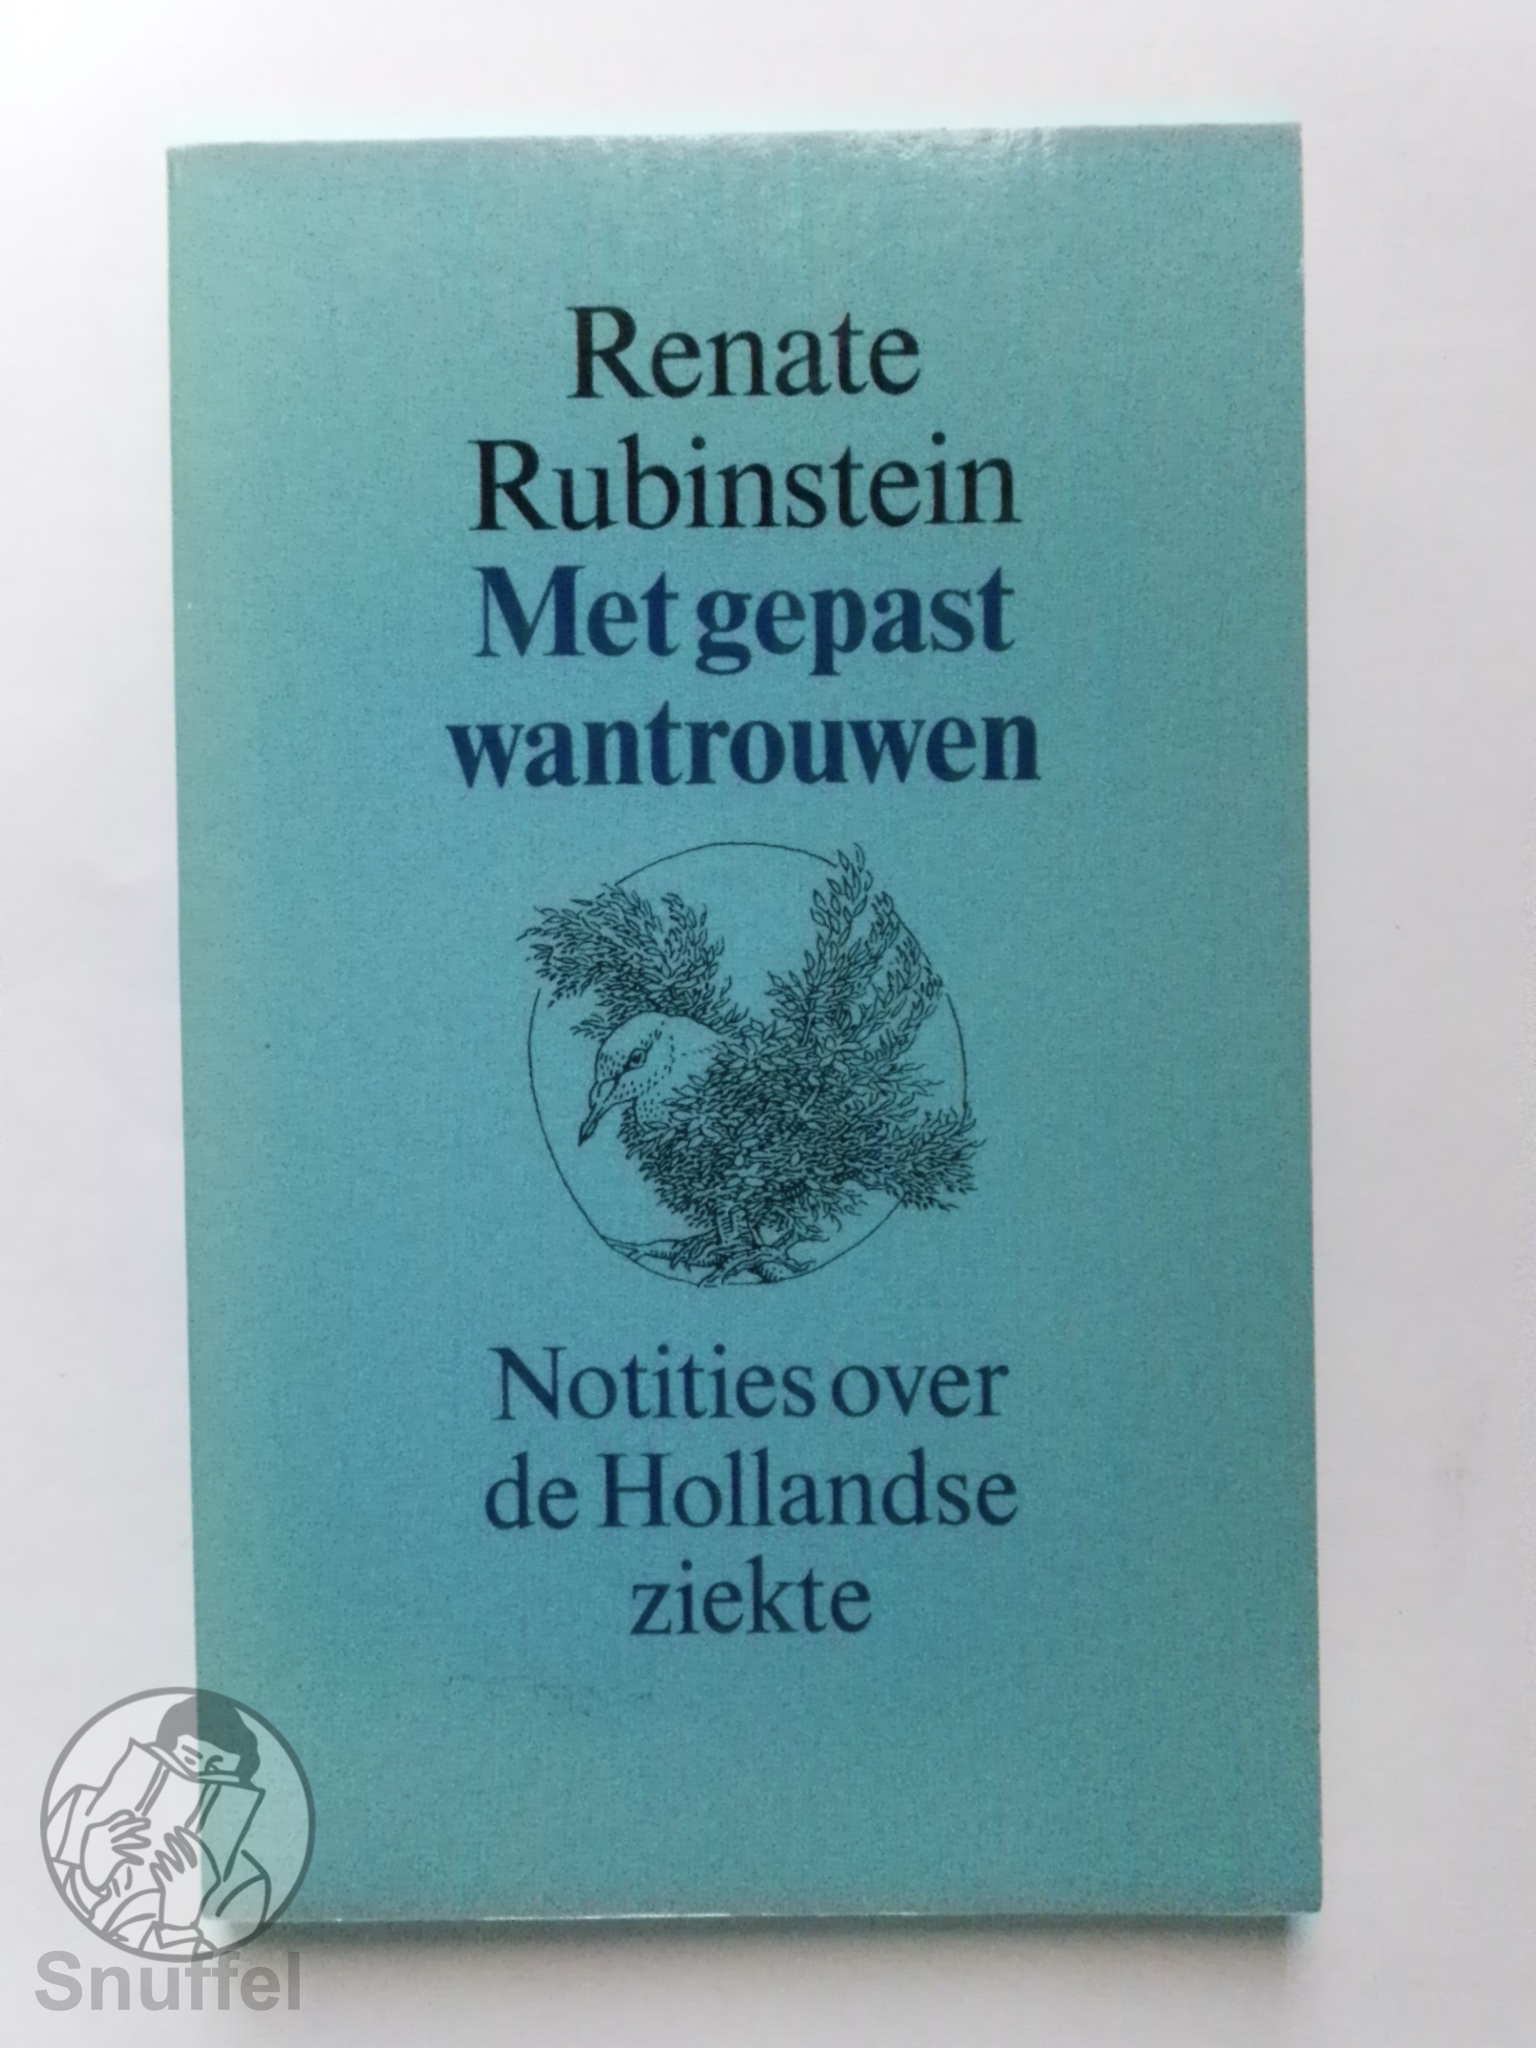 Renate
Rubinstein
Met gepast
wantrouwen
Notities over
de Hollandse
ziekte
Snuffel